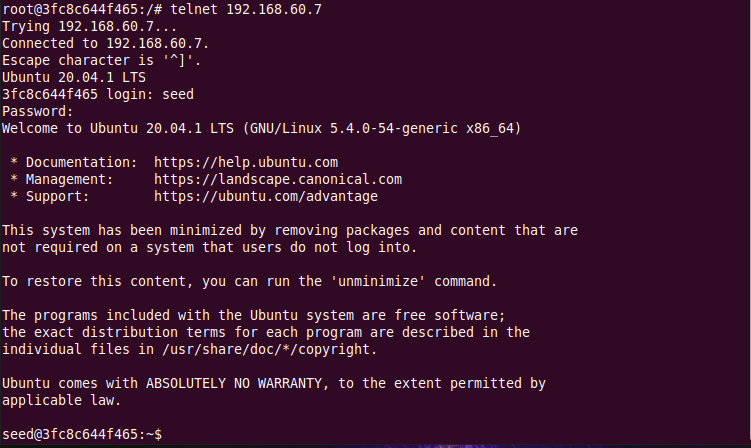 root@3fc8c644f465:/# telnet 192.168.60.7
Trying 192.168.60.7...
Connected to 192.168.60.7.
Escape character is '^]'.
Ubuntu 20.04.1 LTS
3fc8c644f465 login: seed
Password:
Welcome to Ubuntu 20.04.1 LTS (GNU/Linux 5.4.0-54-generic x86_64)

 * Documentation:  https://help.ubuntu.com
 * Management:     https://landscape.canonical.com
 * Support:        https://ubuntu.com/advantage

This system has been minimized by removing packages and content that are
not required on a system that users do not log into.

To restore this content, you can run the 'unminimize' command.

The programs included with the Ubuntu system are free software;
the exact distribution terms for each program are described in the
individual files in /usr/share/doc/*/copyright.

Ubuntu comes with ABSOLUTELY NO WARRANTY, to the extent permitted by
applicable law.

seed@3fc8c644f465:~$